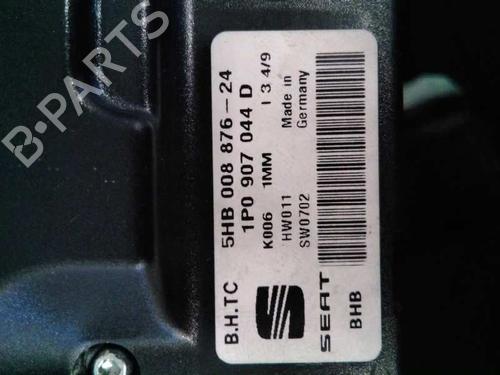 B-PARTS
B.H.TC 5HB 008 876-24
1P0 907 044 D
K006 1MM I 3 4/9
HW011 Made in
SW0702 Germany
SEAT
BHB